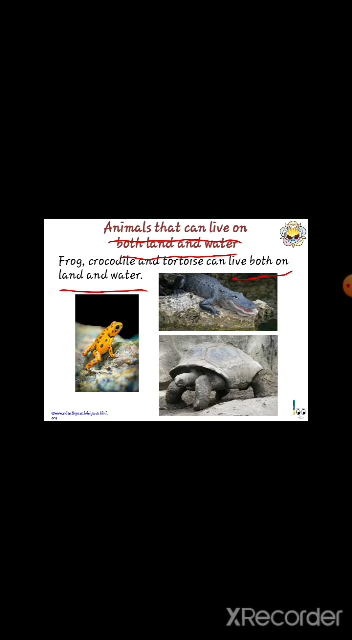 Animals that can live on
both land and water
Frog, crocodile and tortoise can live both on
land and water.
XRecorder